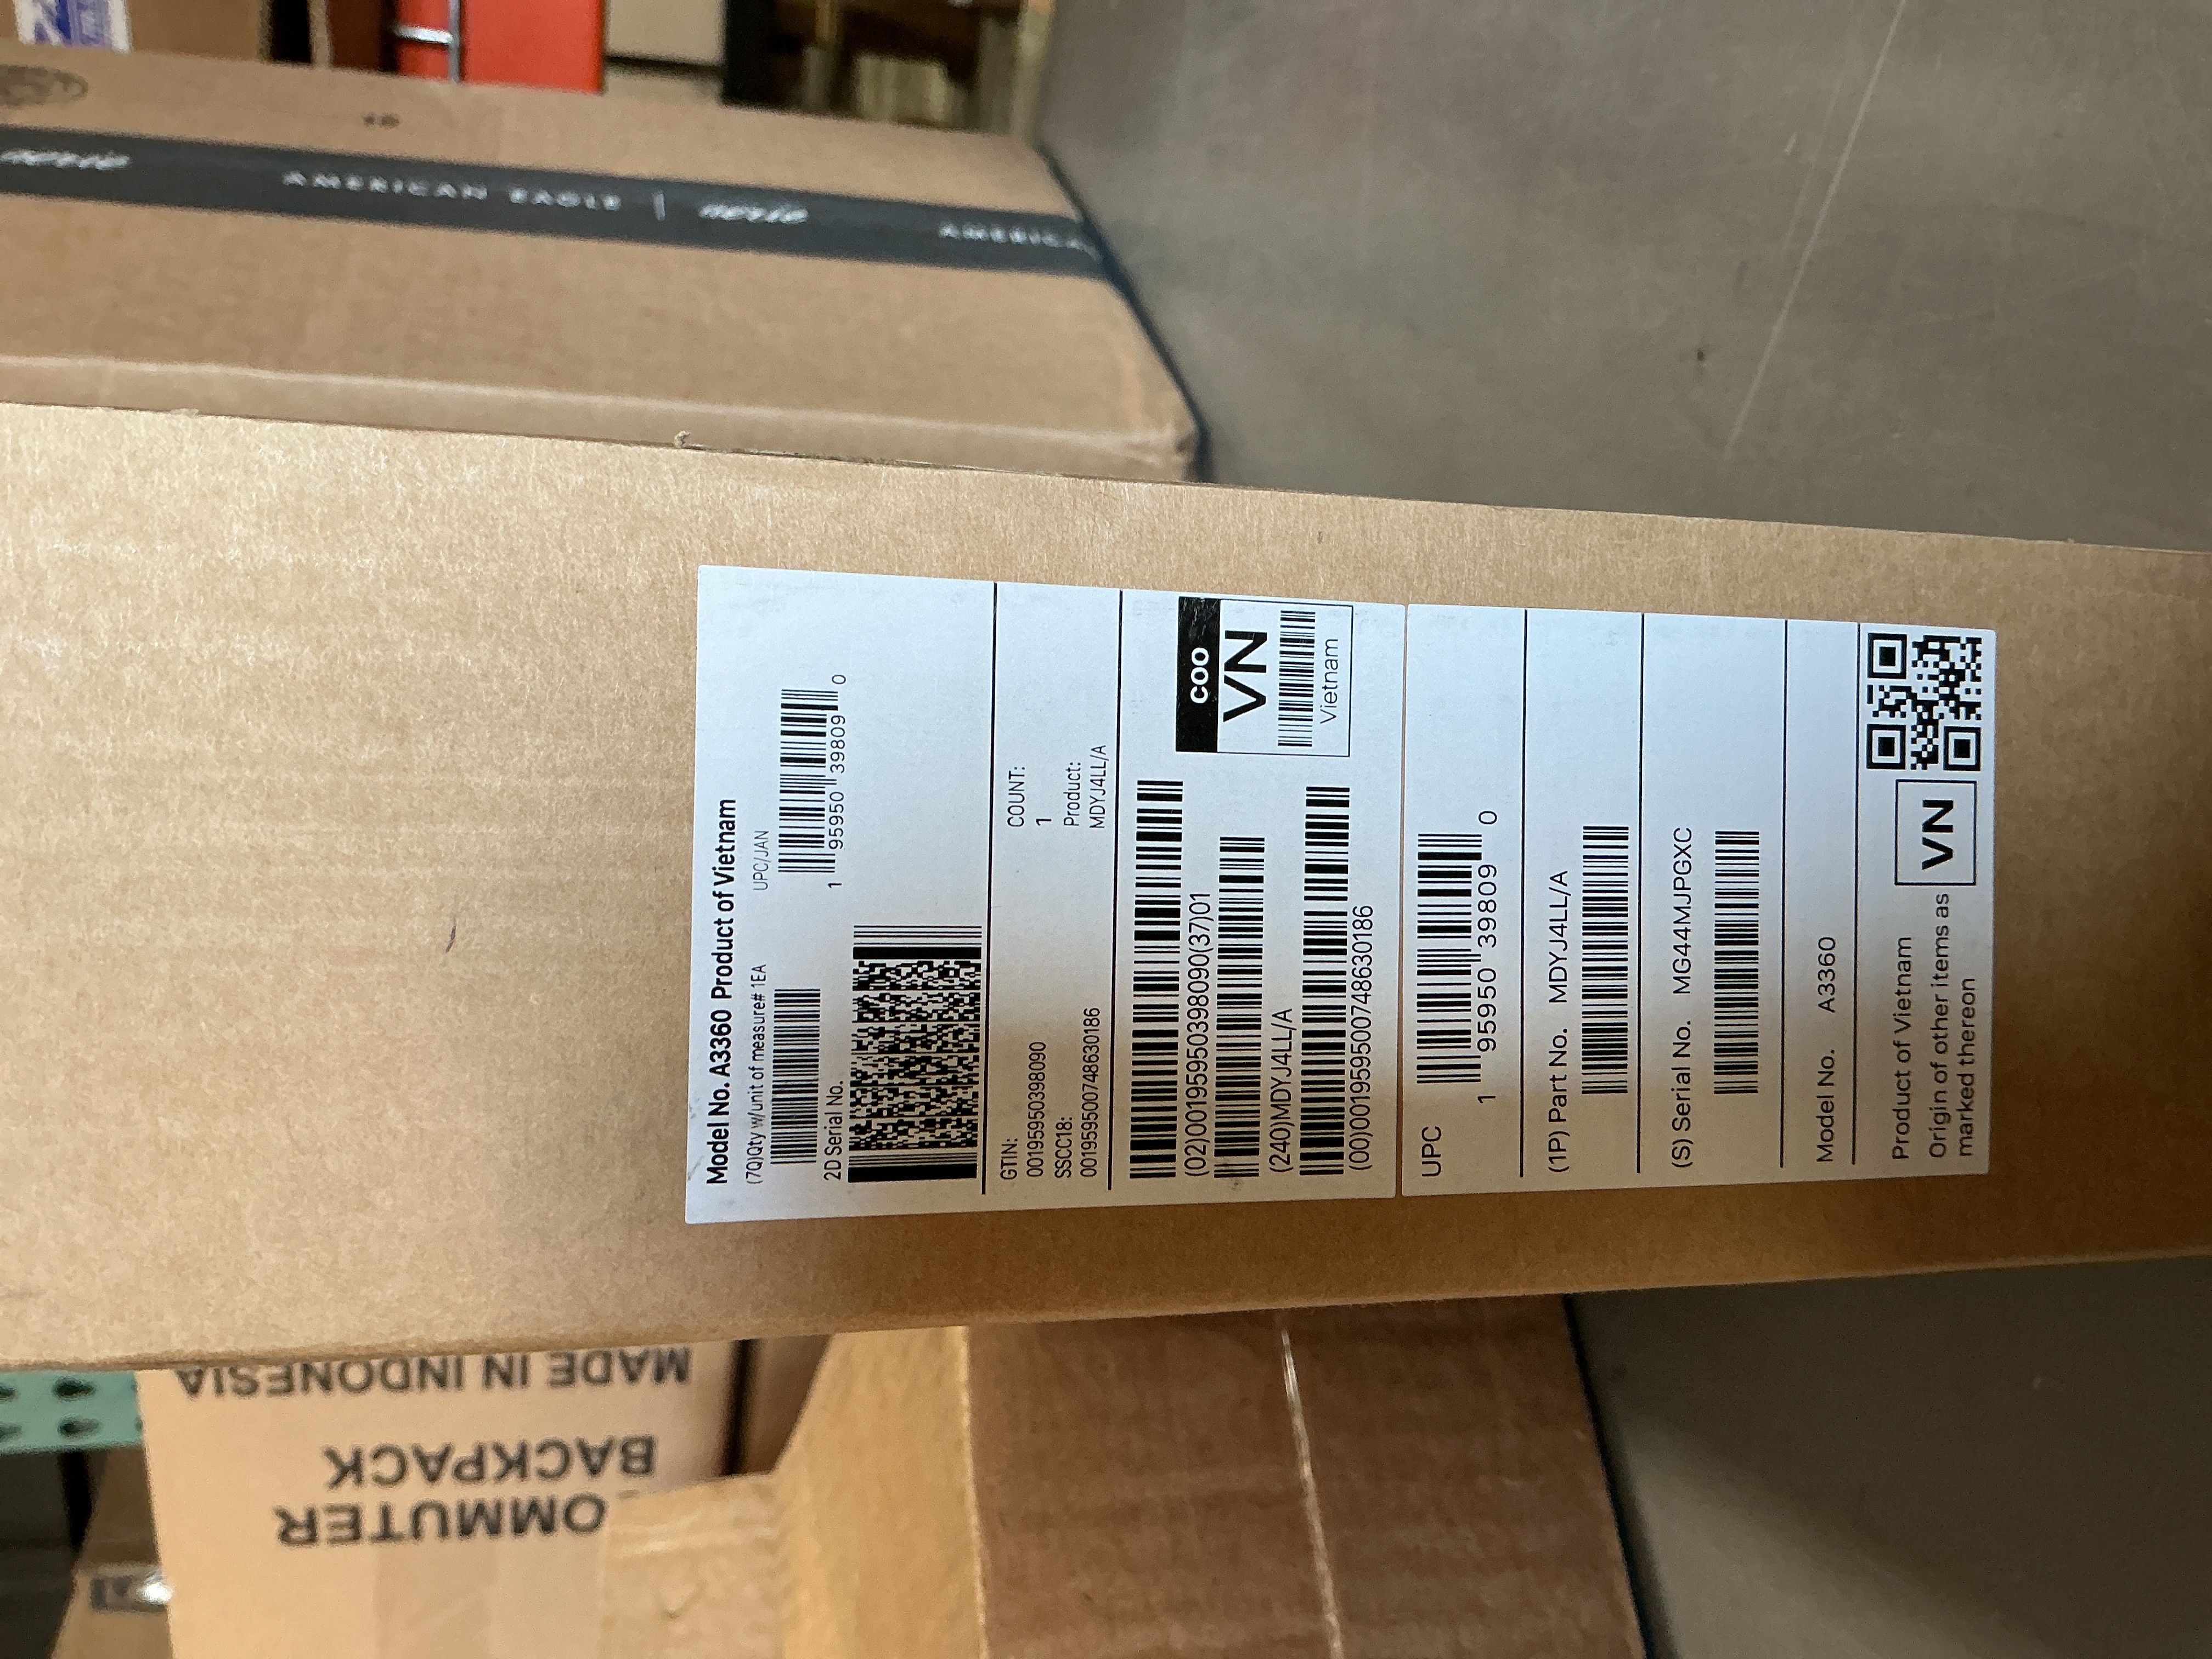 Model No. A3360 Product of Vietnam
(7Q)Qty w/unit of measure# 1EA
UPC/JAN
1 95950 39809 0
2D Serial No.
GTIN:
00195950398090
SSCC18:
001959500748630186
COUNT:
1
Product:
MDYJ4LL/A
(02)00195950398090(37)01
(240)MDYJ4LL/A
(00)001959500748630186
COO
VN
Vietnam
UPC
1 95950 39809 0
(1P) Part No. MDYJ4LL/A
(S) Serial No. MG44MJPGXC
Model No. A3360
Product of Vietnam
Origin of other items as
marked thereon
VN
aerie
AMERICAN EAGLE | aerie
AMERICA
OMMUTER
BACKPACK
MADE IN INDONESIA